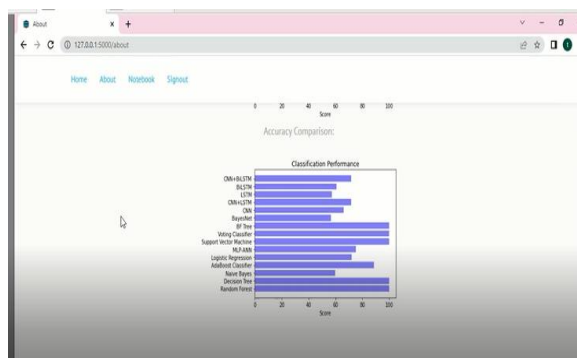 About
127.0.0.1:5000/about
Home About Notebook Signout
0 20 40 60 80 100
Score
Accuracy Comparison:
Classification Performance
CNN+BiLSTM
BiLSTM
LSTM
CNN+LSTM
CNN
BayesNet
BF Tree
Voting Classifier
Support Vector Machine
MLP-ANN
Logistic Regression
AdaBoost Classifier
Naive Bayes
Decision Tree
Random Forest
0 20 40 60 80 100
Score